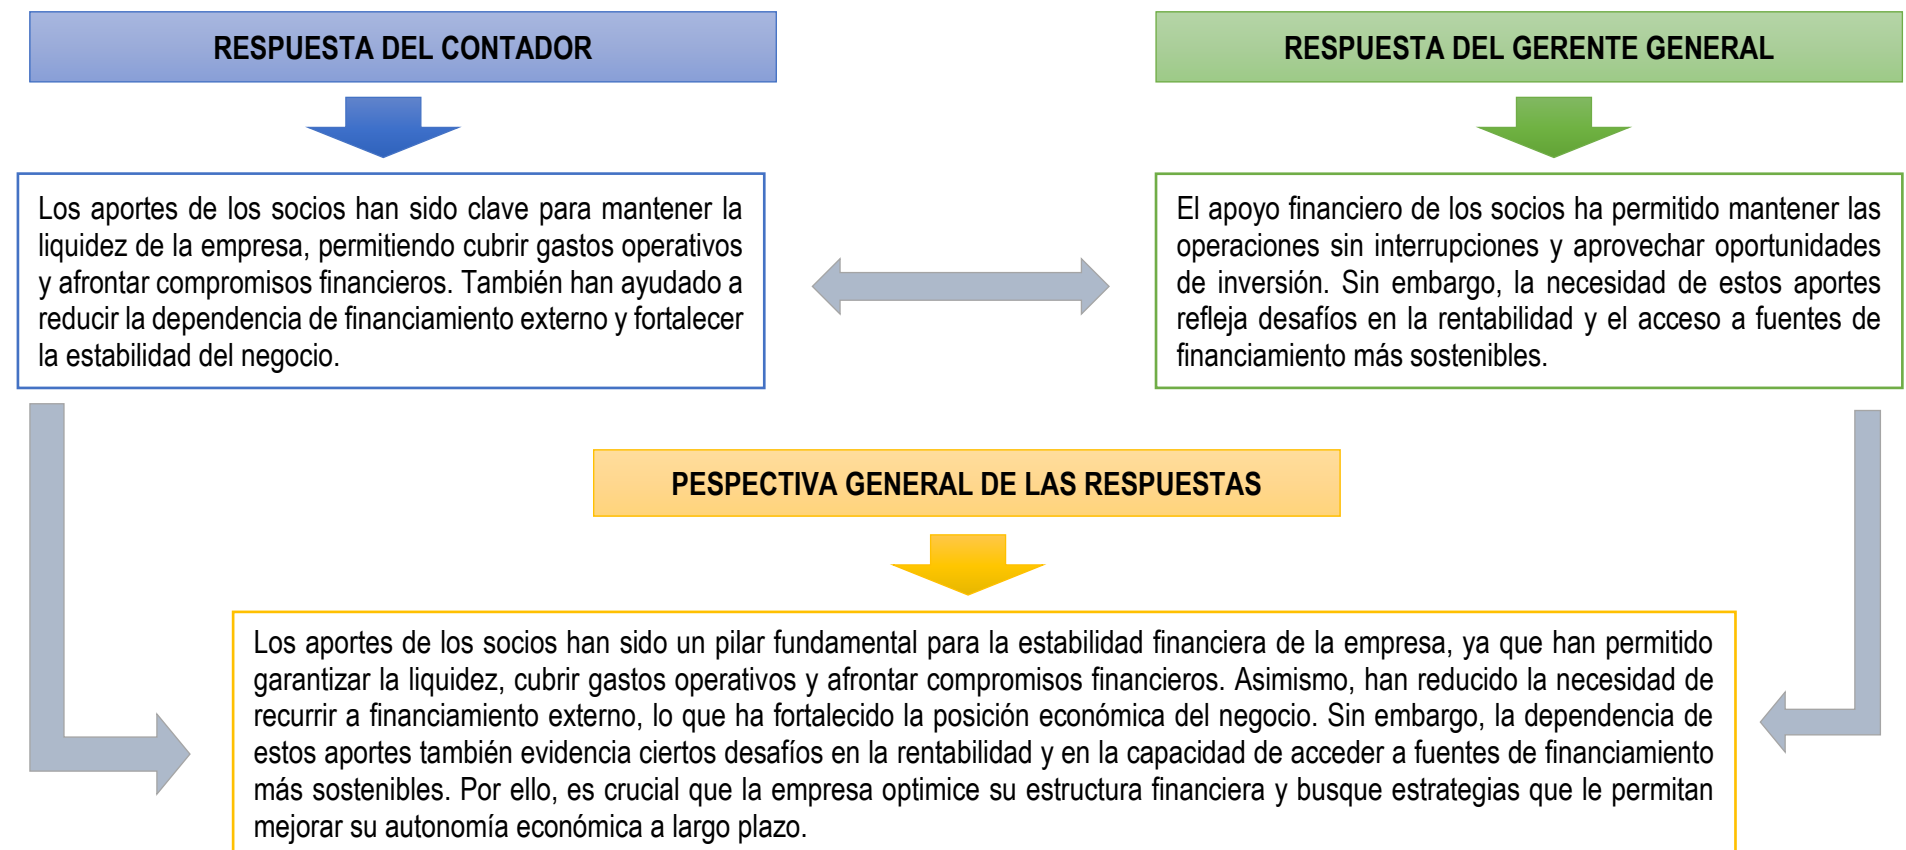 RESPUESTA DEL CONTADOR
Los aportes de los socios han sido clave para mantener la
liquidez de la empresa, permitiendo cubrir gastos operativos
y afrontar compromisos financieros. También han ayudado a
reducir la dependencia de financiamiento externo y fortalecer
la estabilidad del negocio.
RESPUESTA DEL GERENTE GENERAL
El apoyo financiero de los socios ha permitido mantener las
operaciones sin interrupciones y aprovechar oportunidades
de inversión. Sin embargo, la necesidad de estos aportes
refleja desafíos en la rentabilidad y el acceso a fuentes de
financiamiento más sostenibles.
PESPECTIVA GENERAL DE LAS RESPUESTAS
Los aportes de los socios han sido un pilar fundamental para la estabilidad financiera de la empresa, ya que han permitido
garantizar la liquidez, cubrir gastos operativos y afrontar compromisos financieros. Asimismo, han reducido la necesidad de
recurrir a financiamiento externo, lo que ha fortalecido la posición económica del negocio. Sin embargo, la dependencia de
estos aportes también evidencia ciertos desafíos en la rentabilidad y en la capacidad de acceder a fuentes de financiamiento
más sostenibles. Por ello, es crucial que la empresa optimice su estructura financiera y busque estrategias que le permitan
mejorar su autonomía económica a largo plazo.